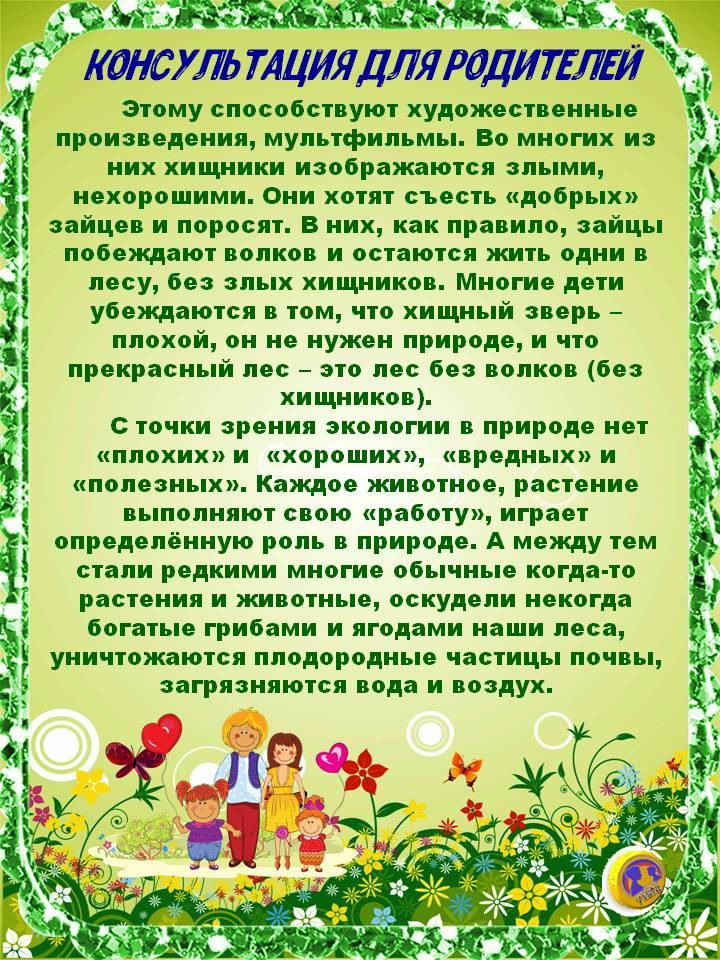 КОНСУЛЬТАЦИЯ ДЛЯ РОДИТЕЛЕЙ
Этому способствуют художественные
произведения, мультфильмы. Во многих из
них хищники изображаются злыми,
нехорошими. Они хотят съесть «добрых»
зайцев и поросят. В них, как правило, зайцы
побеждают волков и остаются жить одни в
лесу, без злых хищников. Многие дети
убеждаются в том, что хищный зверь –
плохой, он не нужен природе, и что
прекрасный лес – это лес без волков (без
хищников).
С точки зрения экологии в природе нет
«плохих» и «хороших», «вредных» и
«полезных». Каждое животное, растение
выполняют свою «работу», играет
определённую роль в природе. А между тем
стали редкими многие обычные когда-то
растения и животные, оскудели некогда
богатые грибами и ягодами наши леса,
уничтожаются плодородные частицы почвы,
загрязняются вода и воздух.